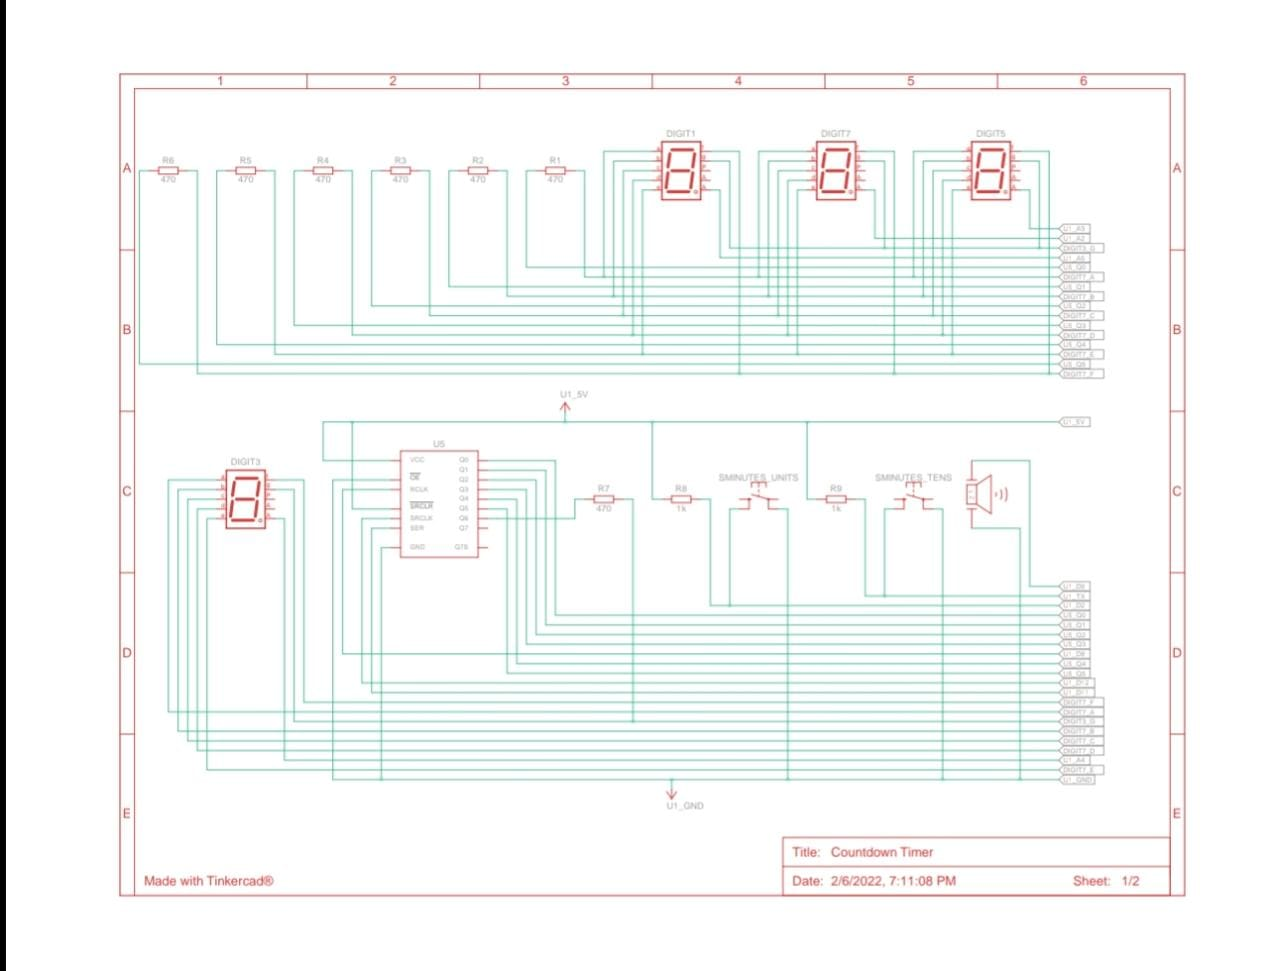 1 2 3 4 5 6
DIGIT1 DIGIT7 DIGIT5
A R6 R5 R4 R3 R2 R1 A
470 470 470 470 470 470
U1_A3
U1_A2
DIGIT3_G
U1_A5
U5_Q0
DIGIT7_A
U5_Q1
DIGIT7_B
U5_Q2
DIGIT7_C
U5_Q3
B B
DIGIT7_D
U5_Q4
DIGIT7_E
U5_Q5
DIGIT7_F
U1_5V
U1_5V
U5
DIGIT3
VCC Q0
Q1
OE Q2
RCLK Q3
Q4
SRCLR Q5
SRCLK Q6
SER Q7
GND
C R7 R8 SMINUTES_UNITS R9 SMINUTES_TENS C
470 1k 1k
U1_TX
U1_D2
U5_Q0
U5_Q1
U5_Q2
U5_Q3
D D
U5_Q4
U5_Q5
U1_D12
U1_D11
DIGIT7_F
DIGIT7_A
DIGIT3_G
DIGIT7_B
DIGIT7_C
DIGIT7_D
U1_A4
DIGIT7_E
U1_GND
U1_GND
E E
Title: Countdown Timer
Made with Tinkercad®
Date: 2/6/2022, 7:11:08 PM Sheet: 1/2